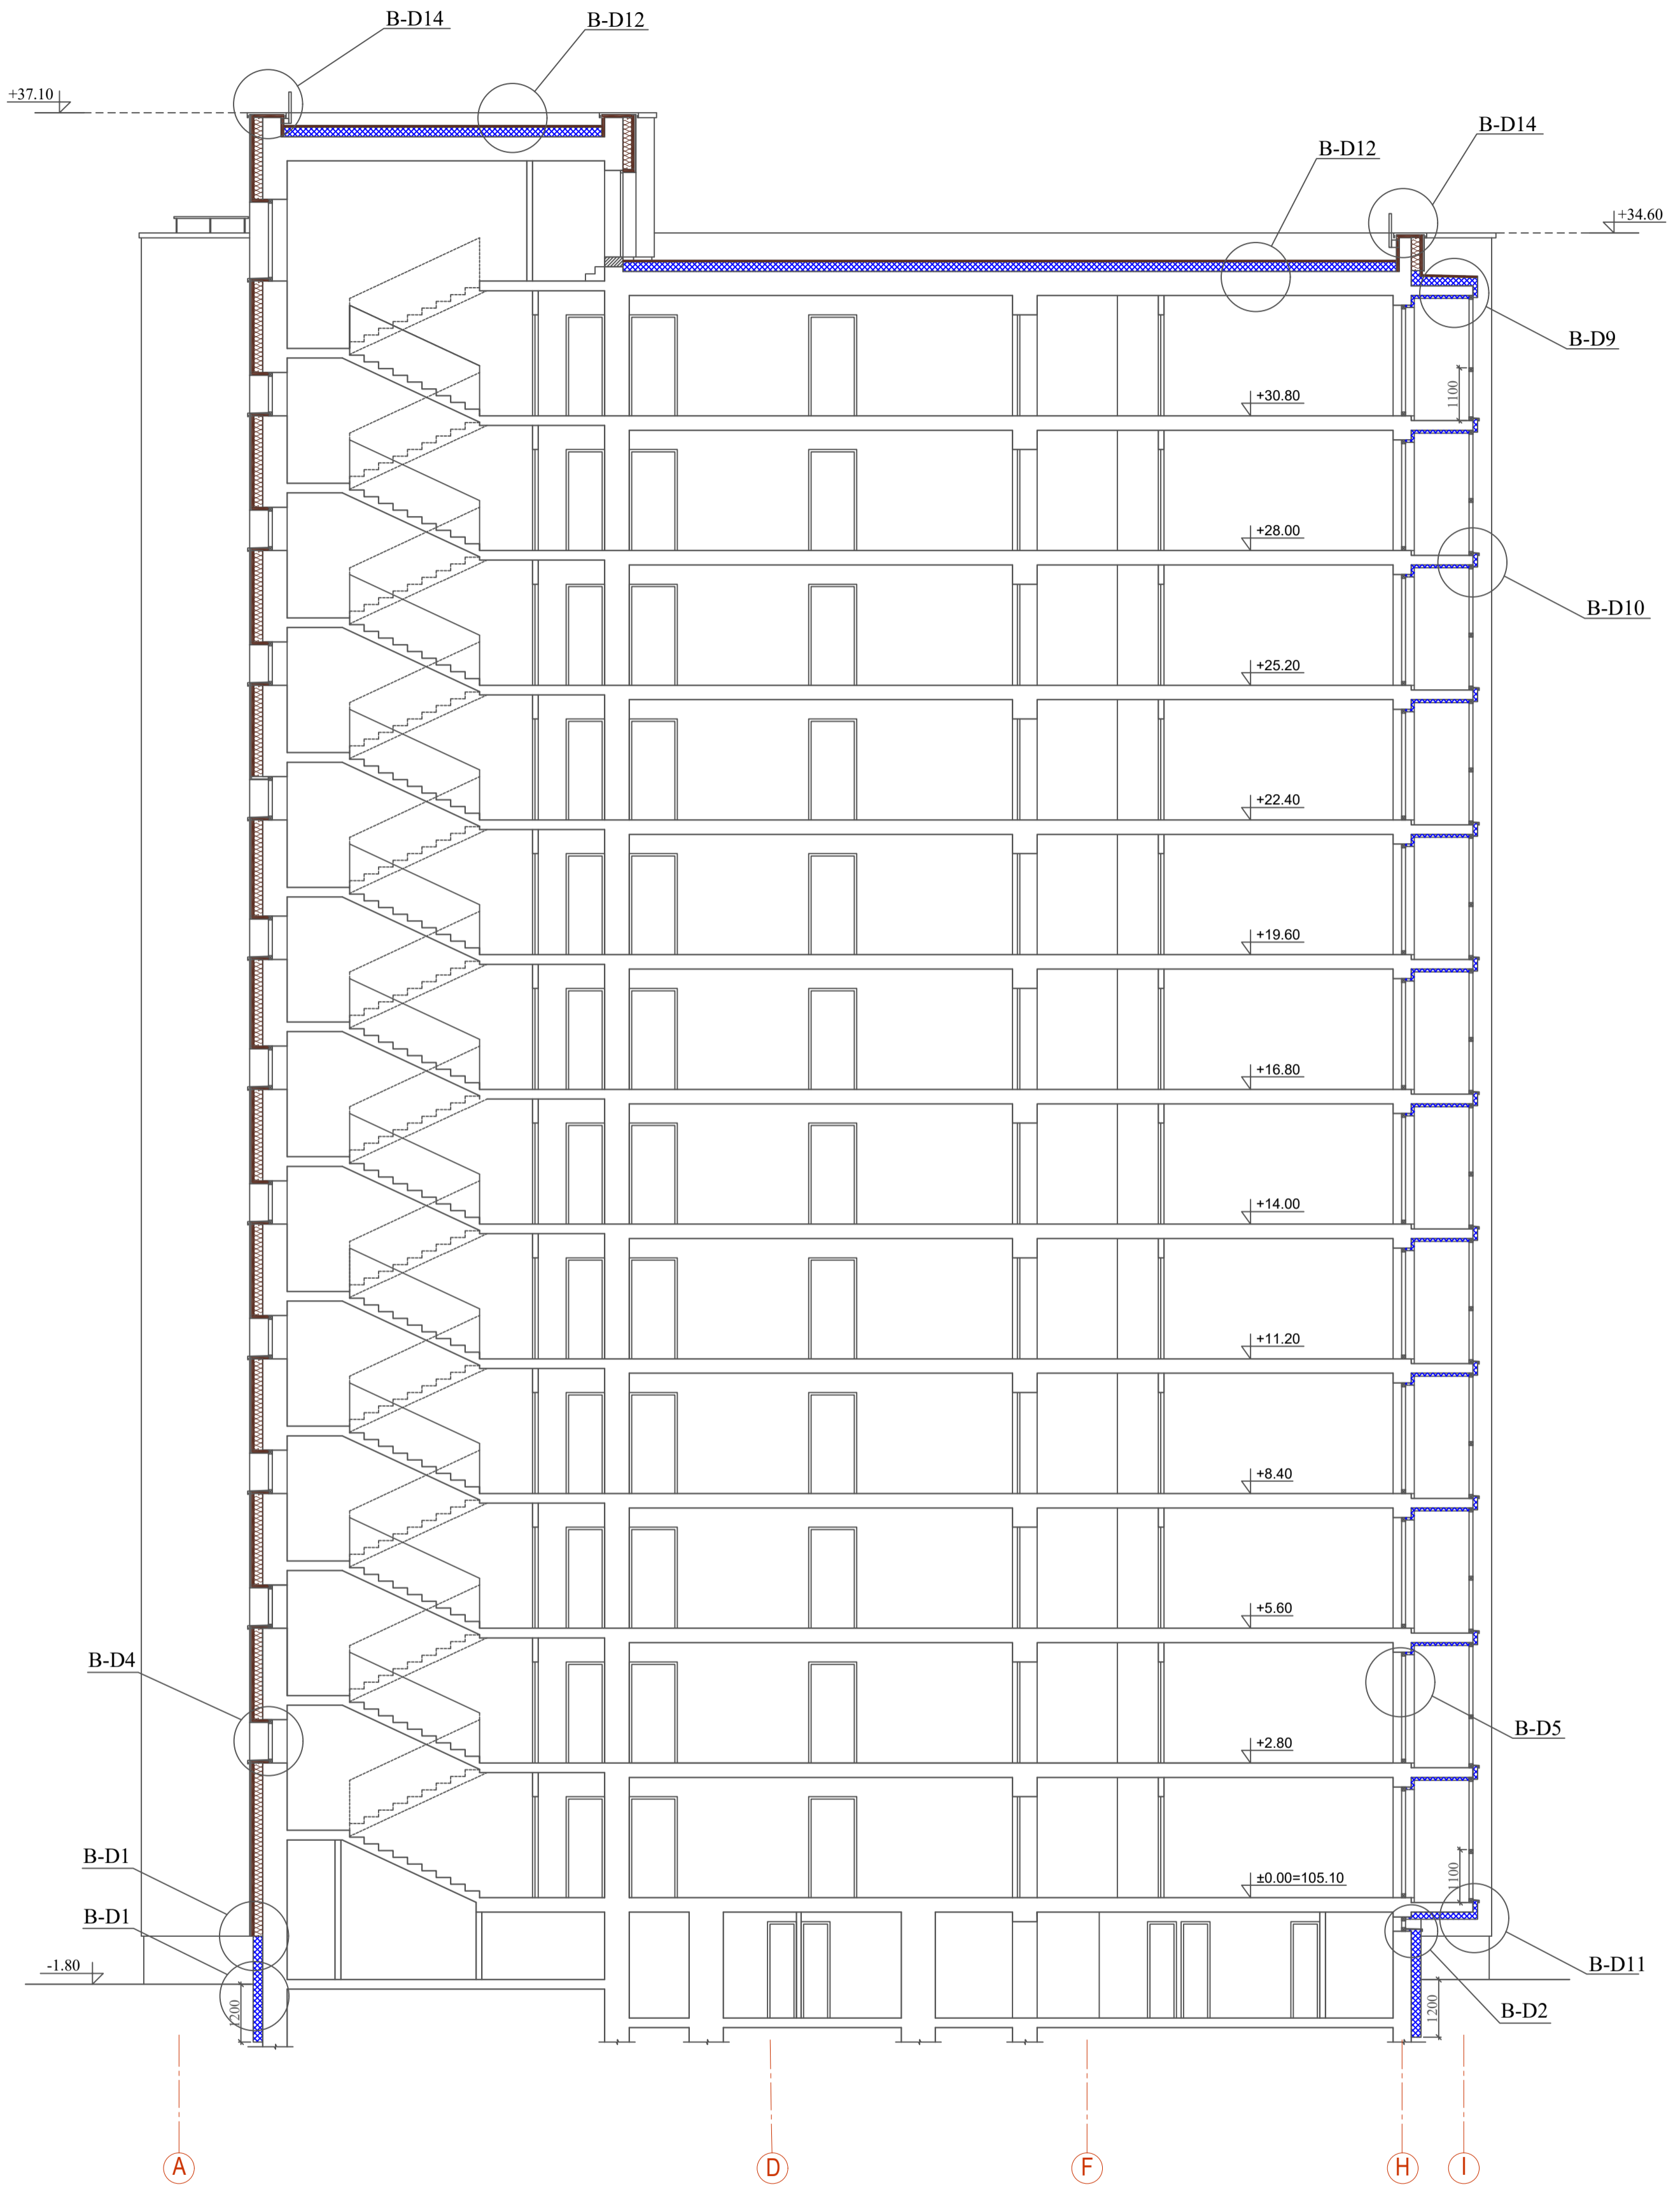 B-D14
B-D12
+37.10
B-D14
B-D12
+34.60
B-D9
1100
+30.80
+28.00
B-D10
+25.20
+22.40
+19.60
+16.80
+14.00
+11.20
+8.40
+5.60
B-D4
B-D5
+2.80
B-D1
±0.00=105.10
1100
B-D1
B-D11
-1.80
B-D2
1200
1200
A
D
F
H
I